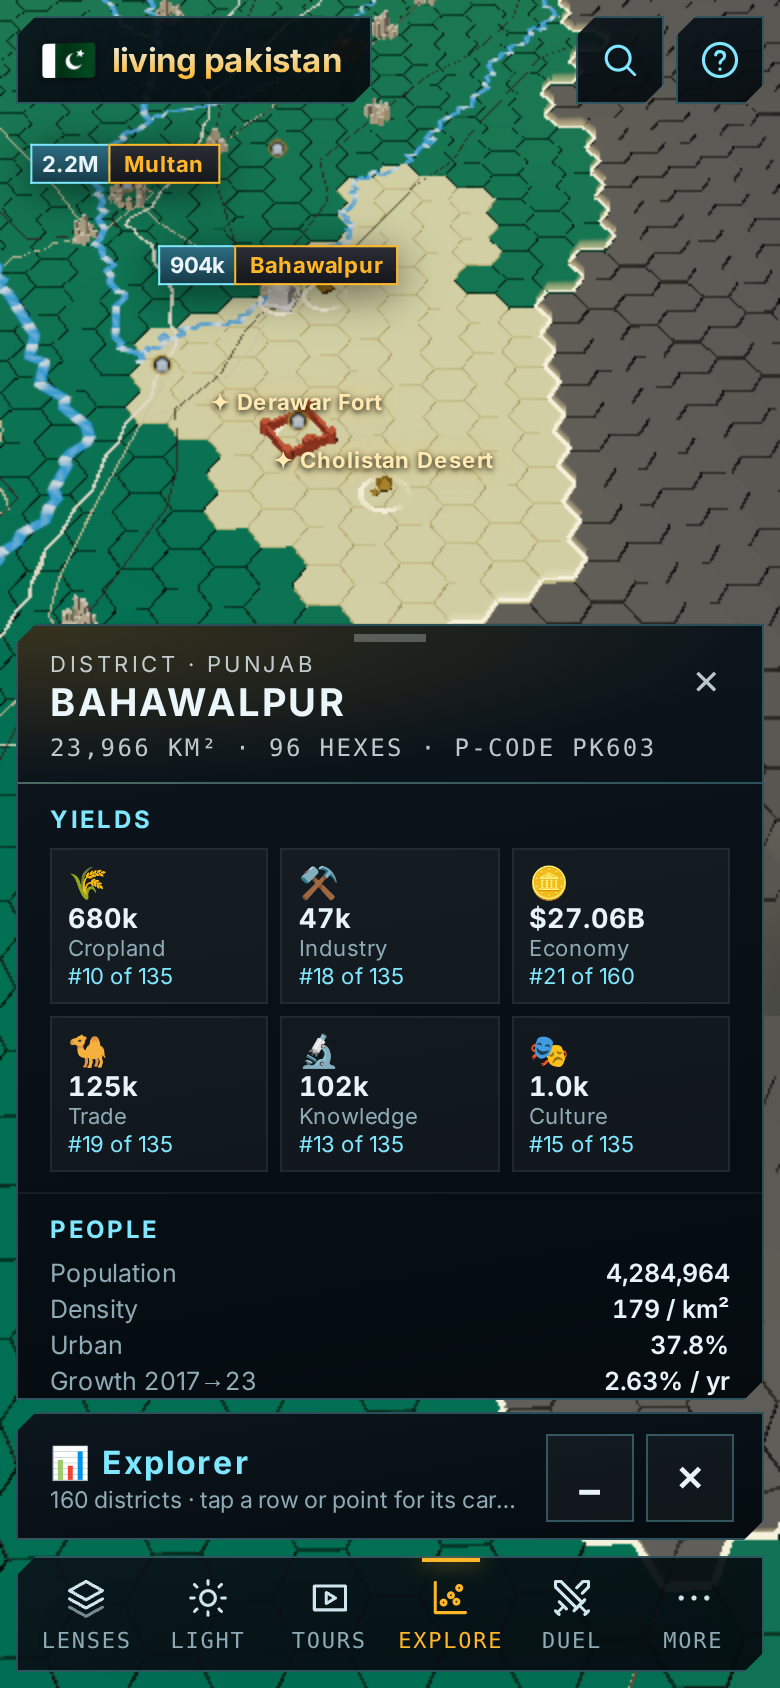 living pakistan
2.2M Multan
904k Bahawalpur
Derawar Fort
Cholistan Desert
DISTRICT · PUNJAB
BAHAWALPUR
23,966 KM² · 96 HEXES · P-CODE PK603
YIELDS
680k
Cropland
#10 of 135
47k
Industry
#18 of 135
$27.06B
Economy
#21 of 160
125k
Trade
#19 of 135
102k
Knowledge
#13 of 135
1.0k
Culture
#15 of 135
PEOPLE
Population 4,284,964
Density 179 / km²
Urban 37.8%
Growth 2017→23 2.63% / yr
Explorer
160 districts · tap a row or point for its car...
LENSES LIGHT TOURS EXPLORE DUEL MORE